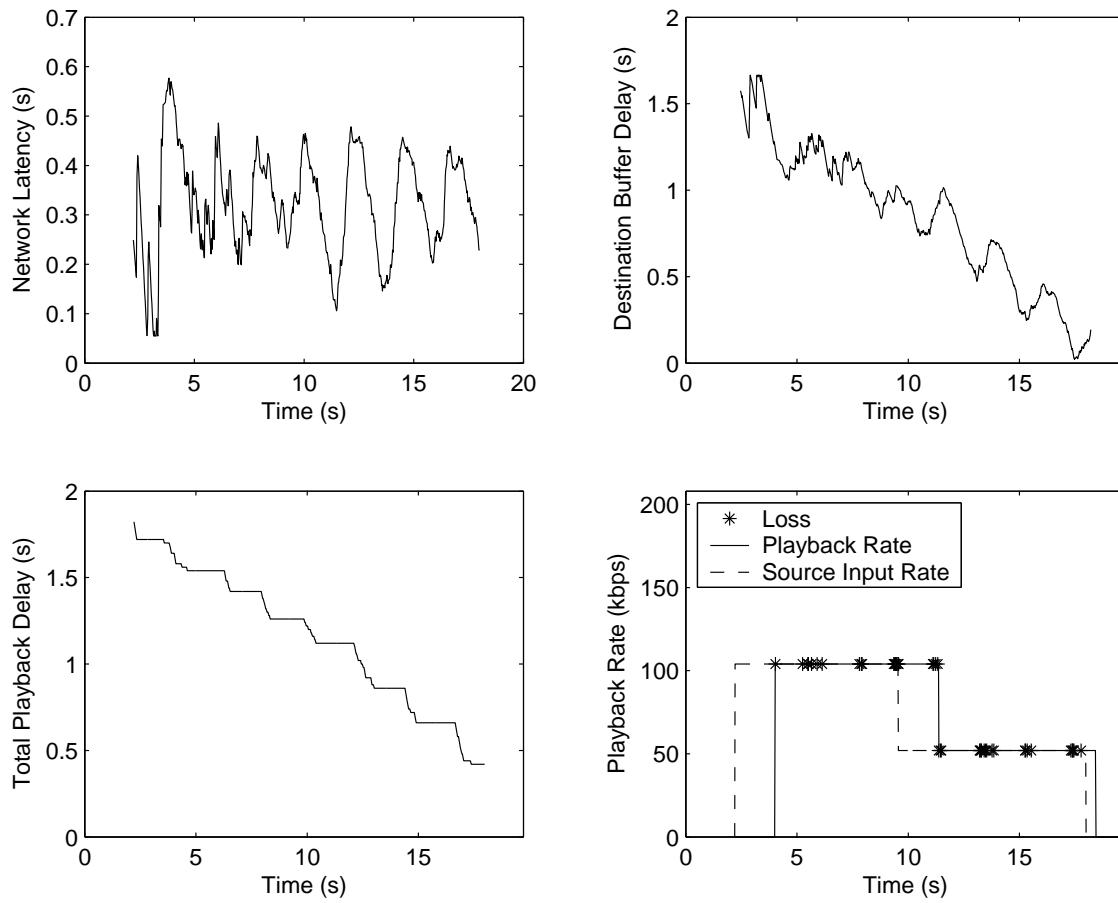 0.7
0.6
0.5
0.4
0.3
0.2
0.1
0
Network Latency (s)
0 5 10 15 20
Time (s)
2
1.5
1
0.5
0
Destination Buffer Delay (s)
0 5 10 15
Time (s)
2
1.5
1
0.5
0
Total Playback Delay (s)
0 5 10 15
Time (s)
200
150
100
50
0
Playback Rate (kbps)
Loss
Playback Rate
Source Input Rate
0 5 10 15
Time (s)